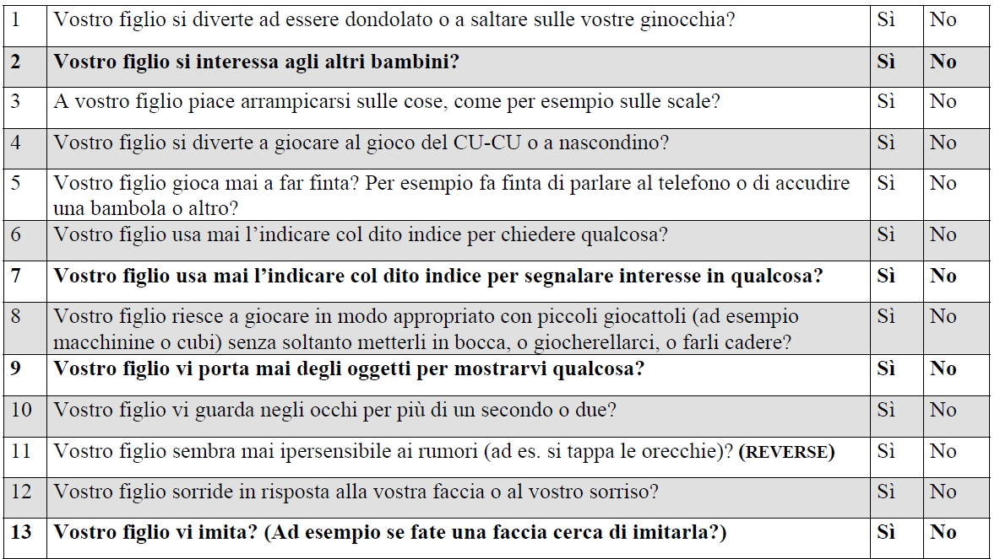 1 Vostro figlio si diverte ad essere dondolato o a saltare sulle vostre ginocchia? Sì No
2 Vostro figlio si interessa agli altri bambini? Sì No
3 A vostro figlio piace arrampicarsi sulle cose, come per esempio sulle scale? Sì No
4 Vostro figlio si diverte a giocare al gioco del CU-CU o a nascondino? Sì No
5 Vostro figlio gioca mai a far finta? Per esempio fa finta di parlare al telefono o di accudire Sì No
una bambola o altro?
6 Vostro figlio usa mai l’indicare col dito indice per chiedere qualcosa? Sì No
7 Vostro figlio usa mai l’indicare col dito indice per segnalare interesse in qualcosa? Sì No
8 Vostro figlio riesce a giocare in modo appropriato con piccoli giocattoli (ad esempio Sì No
macchinine o cubi) senza soltanto metterli in bocca, o giocherellarci, o farli cadere?
9 Vostro figlio vi porta mai degli oggetti per mostrarvi qualcosa? Sì No
10 Vostro figlio vi guarda negli occhi per più di un secondo o due? Sì No
11 Vostro figlio sembra mai ipersensibile ai rumori (ad es. si tappa le orecchie)? (REVERSE) Sì No
12 Vostro figlio sorride in risposta alla vostra faccia o al vostro sorriso? Sì No
13 Vostro figlio vi imita? (Ad esempio se fate una faccia cerca di imitarla?) Sì No